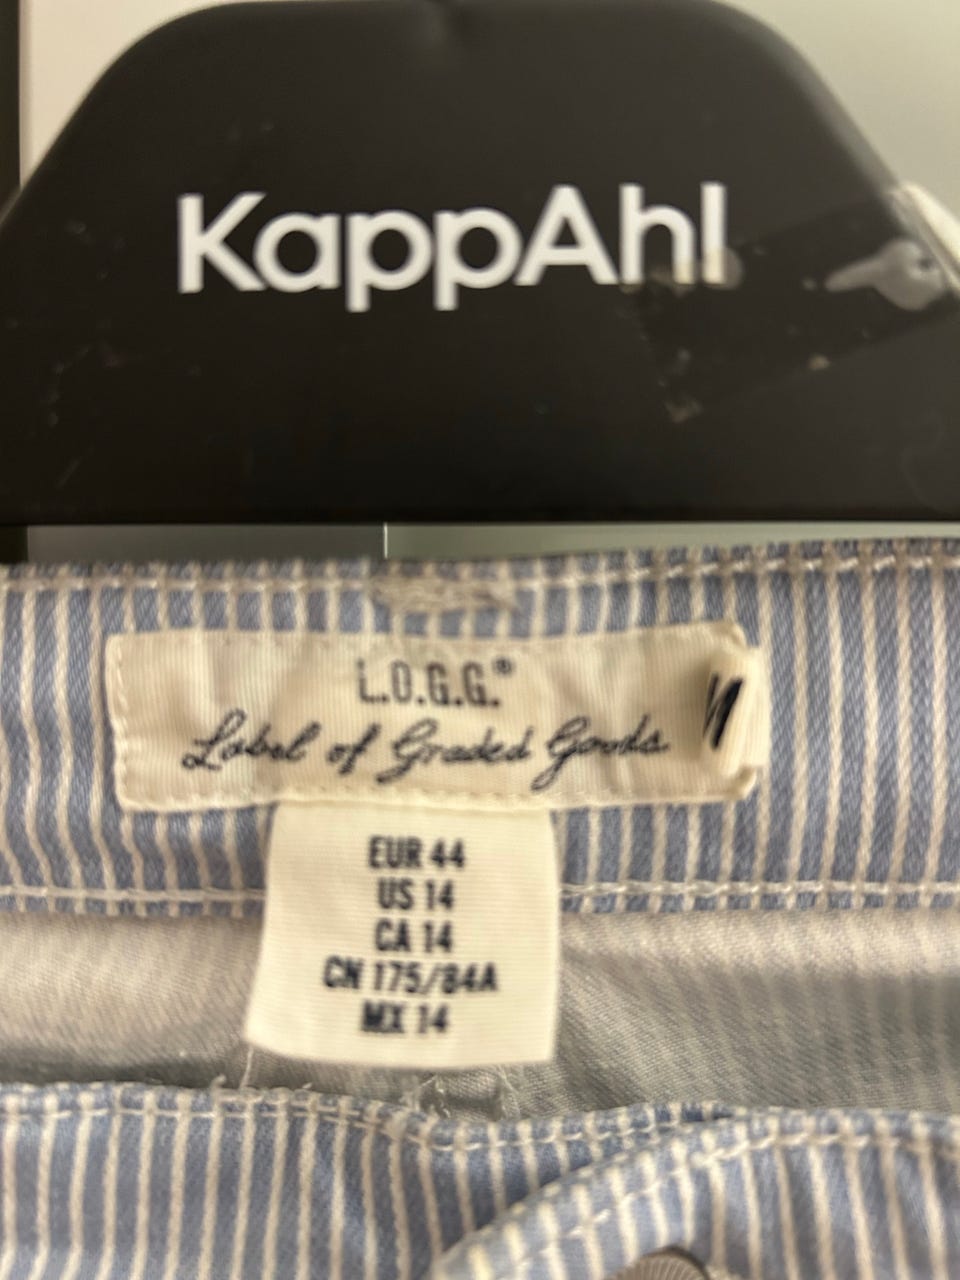 KappAhl
L.O.G.G.®
Label of Graded Goods
EUR 44
US 14
CA 14
CN 175/84A
MX 14